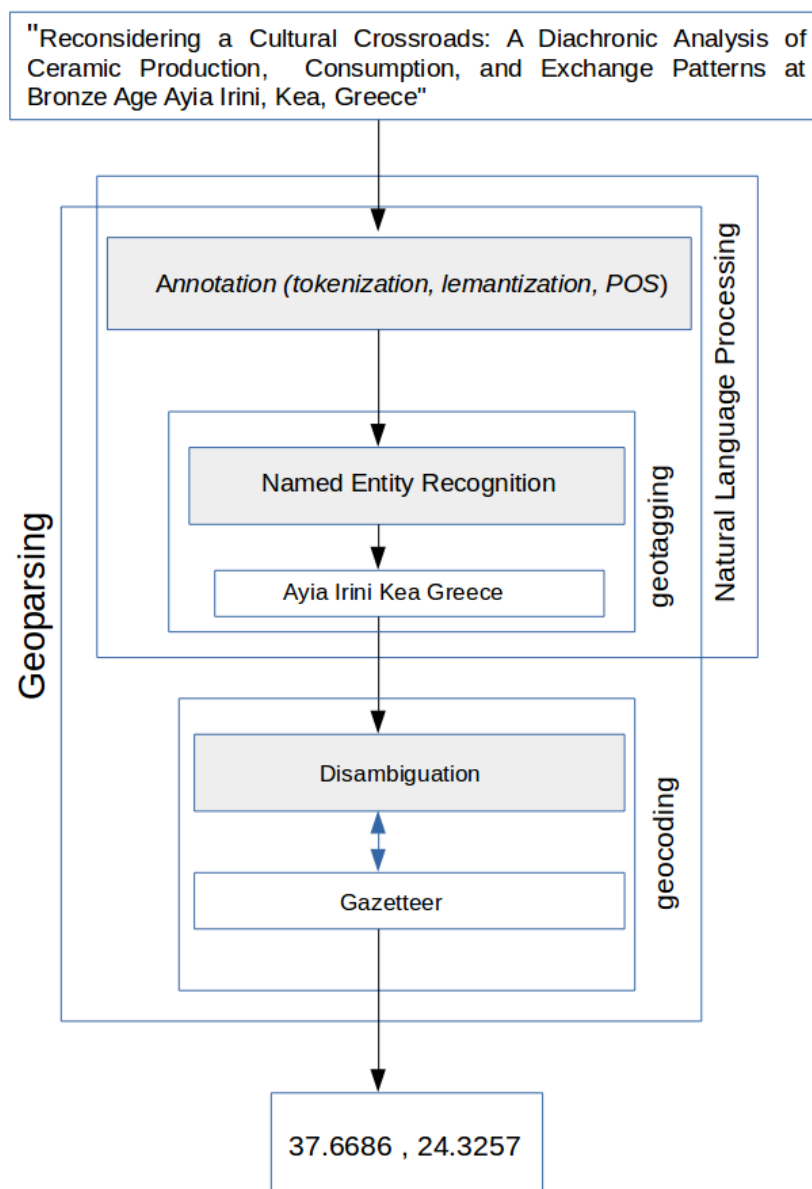 "Reconsidering a Cultural Crossroads: A Diachronic Analysis of
Ceramic Production, Consumption, and Exchange Patterns at
Bronze Age Ayia Irini, Kea, Greece"
Annotation (tokenization, lemantization, POS)
Natural Language Processing
Named Entity Recognition
geotagging
Ayia Irini Kea Greece
Geoparsing
Disambiguation
geocoding
Gazetteer
37.6686 , 24.3257